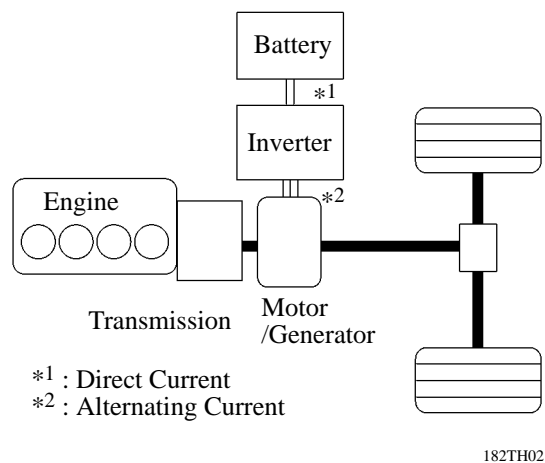 Battery
*1
Inverter
*2
Engine
Transmission
Motor
/Generator
*1 : Direct Current
*2 : Alternating Current
182TH02